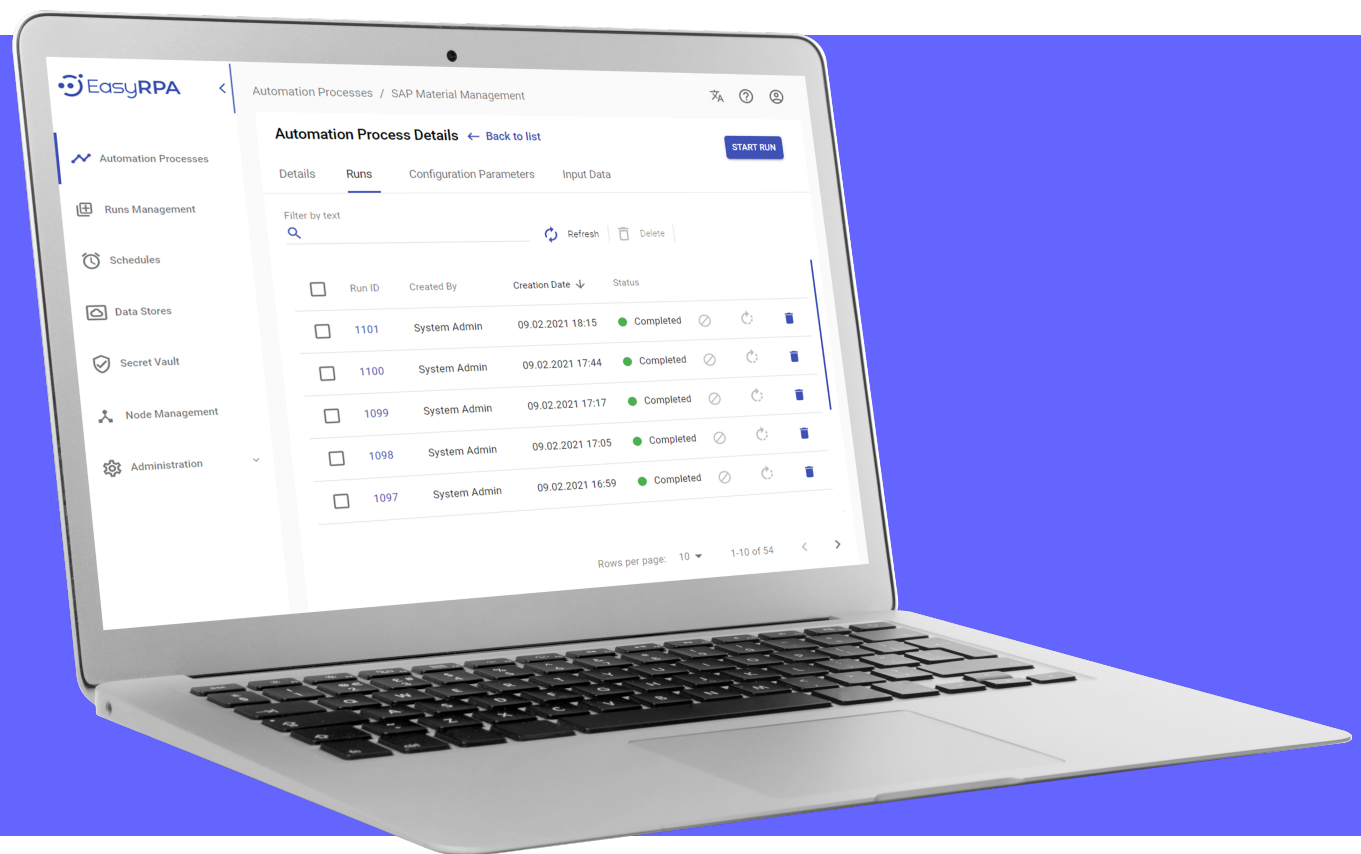 EasyRPA
Automation Processes
Runs Management
Schedules
Data Stores
Secret Vault
Node Management
Administration
Automation Processes / SAP Material Management
Automation Process Details ← Back to list
START RUN
Details Runs Configuration Parameters Input Data
Filter by text
Refresh Delete
Run ID Created By Creation Date ↓ Status
1101 System Admin 09.02.2021 18:15 Completed
1100 System Admin 09.02.2021 17:44 Completed
1099 System Admin 09.02.2021 17:17 Completed
1098 System Admin 09.02.2021 17:05 Completed
1097 System Admin 09.02.2021 16:59 Completed
Rows per page: 10 1-10 of 54 < >